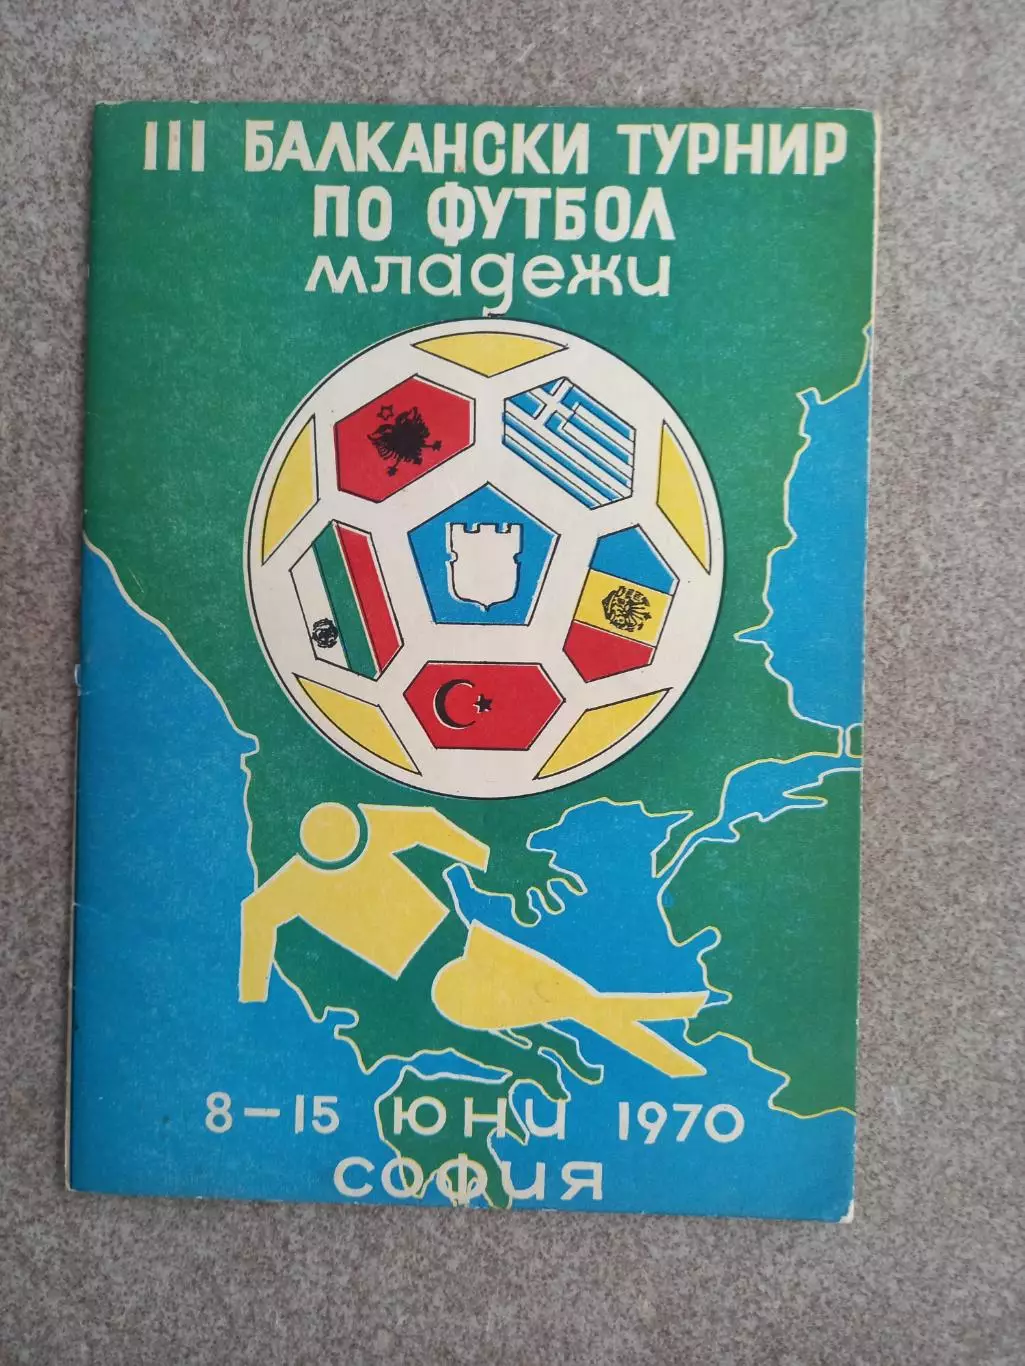 III БАЛКАНСКИ ТУРНИР
ПО ФУТБОЛ
младежи
8-15 ЮНИ 1970
СОФИЯ